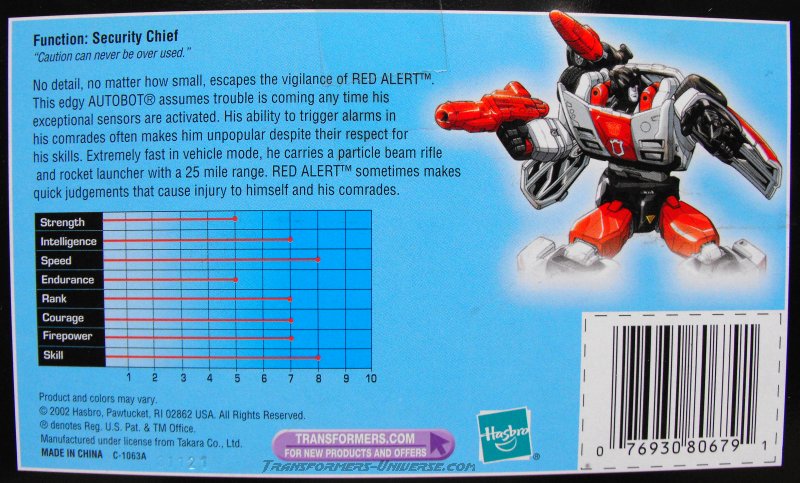 Function: Security Chief
"Caution can never be over used."
No detail, no matter how small, escapes the vigilance of RED ALERT™.
This edgy AUTOBOT® assumes trouble is coming any time his
exceptional sensors are activated. His ability to trigger alarms in
his comrades often makes him unpopular despite their respect for
his skills. Extremely fast in vehicle mode, he carries a particle beam rifle
and rocket launcher with a 25 mile range. RED ALERT™ sometimes makes
quick judgements that cause injury to himself and his comrades.
Strength
Intelligence
Speed
Endurance
Rank
Courage
Firepower
Skill
1 2 3 4 5 6 7 8 9 10
Product and colors may vary.
© 2002 Hasbro, Pawtucket, RI 02862 USA. All Rights Reserved.
® denotes Reg. U.S. Pat. & TM Office.
Manufactured under license from Takara Co., Ltd.
MADE IN CHINA C-1063A
TRANSFORMERS.COM
FOR NEW PRODUCTS AND OFFERS
Hasbro
®
0 76930 80679 1
Transformers-Universe.com